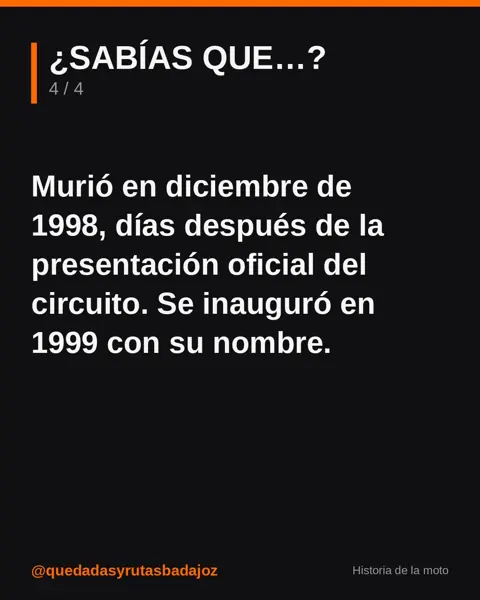 ¿SABÍAS QUE…?
4 / 4
Murió en diciembre de
1998, días después de la
presentación oficial del
circuito. Se inauguró en
1999 con su nombre.
@quedadasyrutasbadajoz
Historia de la moto